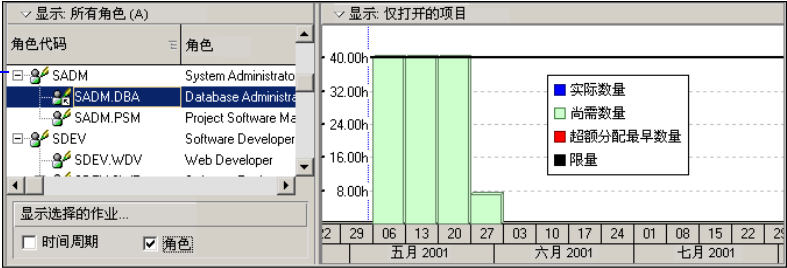 显示: 所有角色 (A)
显示: 仅打开的项目
角色代码 角色
SADM System Administrato
SADM.DBA Database Administra
SADM.PSM Project Software Ma
SDEV Software Developer
SDEV.WDV Web Developer
显示选择的作业...
时间周期 角色
40.00h
32.00h
24.00h
16.00h
8.00h
实际数量
尚需数量
超额分配最早数量
限量
22 29 06 13 20 27 03 10 17 24 01 08 15 22 29
五月 2001 六月 2001 七月 2001